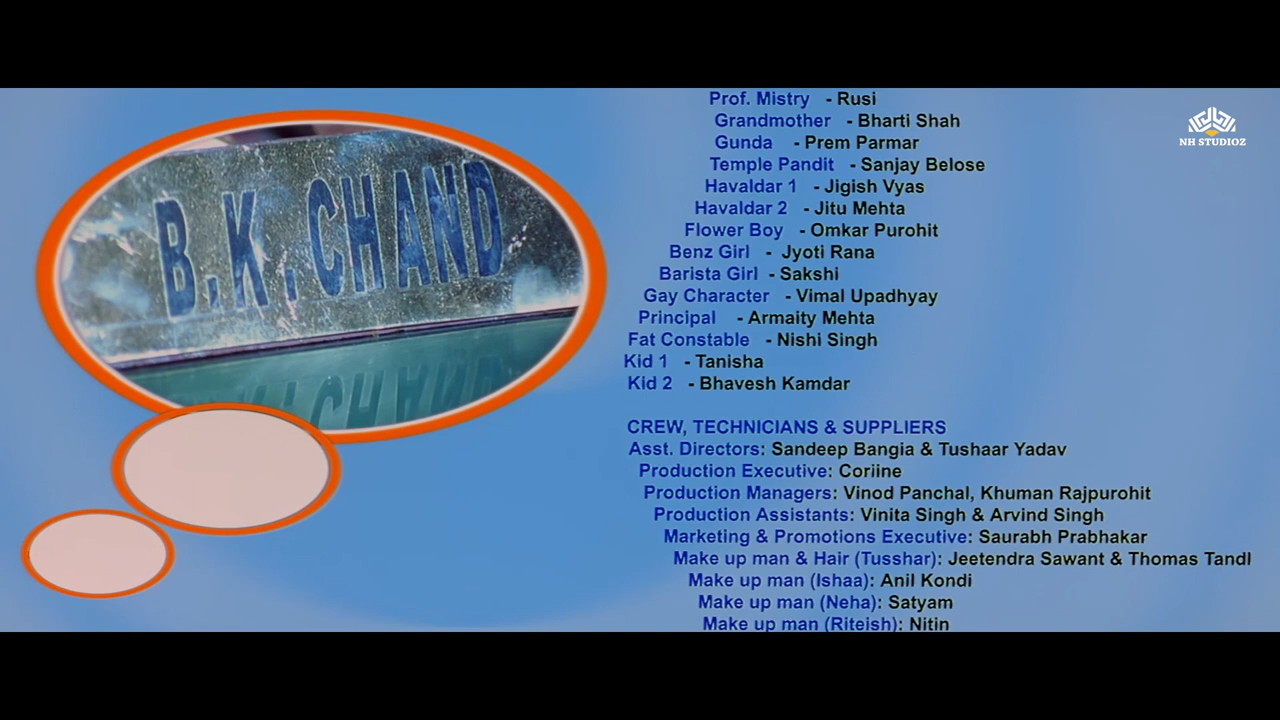 B.K.CHAND
Prof. Mistry - Rusi
Grandmother - Bharti Shah
Gunda - Prem Parmar
Temple Pandit - Sanjay Belose
Havaldar 1 - Jigish Vyas
Havaldar 2 - Jitu Mehta
Flower Boy - Omkar Purohit
Benz Girl - Jyoti Rana
Barista Girl - Sakshi
Gay Character - Vimal Upadhyay
Principal - Armaity Mehta
Fat Constable - Nishi Singh
Kid 1 - Tanisha
Kid 2 - Bhavesh Kamdar
CREW, TECHNICIANS & SUPPLIERS
Asst. Directors: Sandeep Bangia & Tushaar Yadav
Production Executive: Coriine
Production Managers: Vinod Panchal, Khuman Rajpurohit
Production Assistants: Vinita Singh & Arvind Singh
Marketing & Promotions Executive: Saurabh Prabhakar
Make up man & Hair (Tusshar): Jeetendra Sawant & Thomas Tandl
Make up man (Ishaa): Anil Kondi
Make up man (Neha): Satyam
Make up man (Riteish): Nitin
NH STUDIOZ